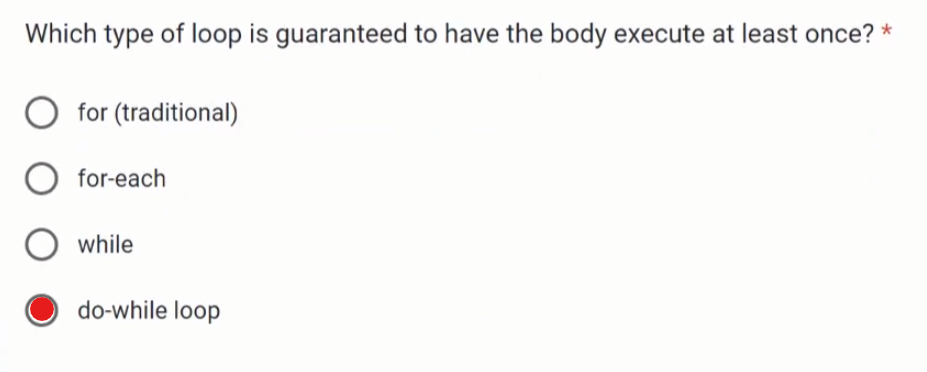 Which type of loop is guaranteed to have the body execute at least once? *
for (traditional)
for-each
while
do-while loop